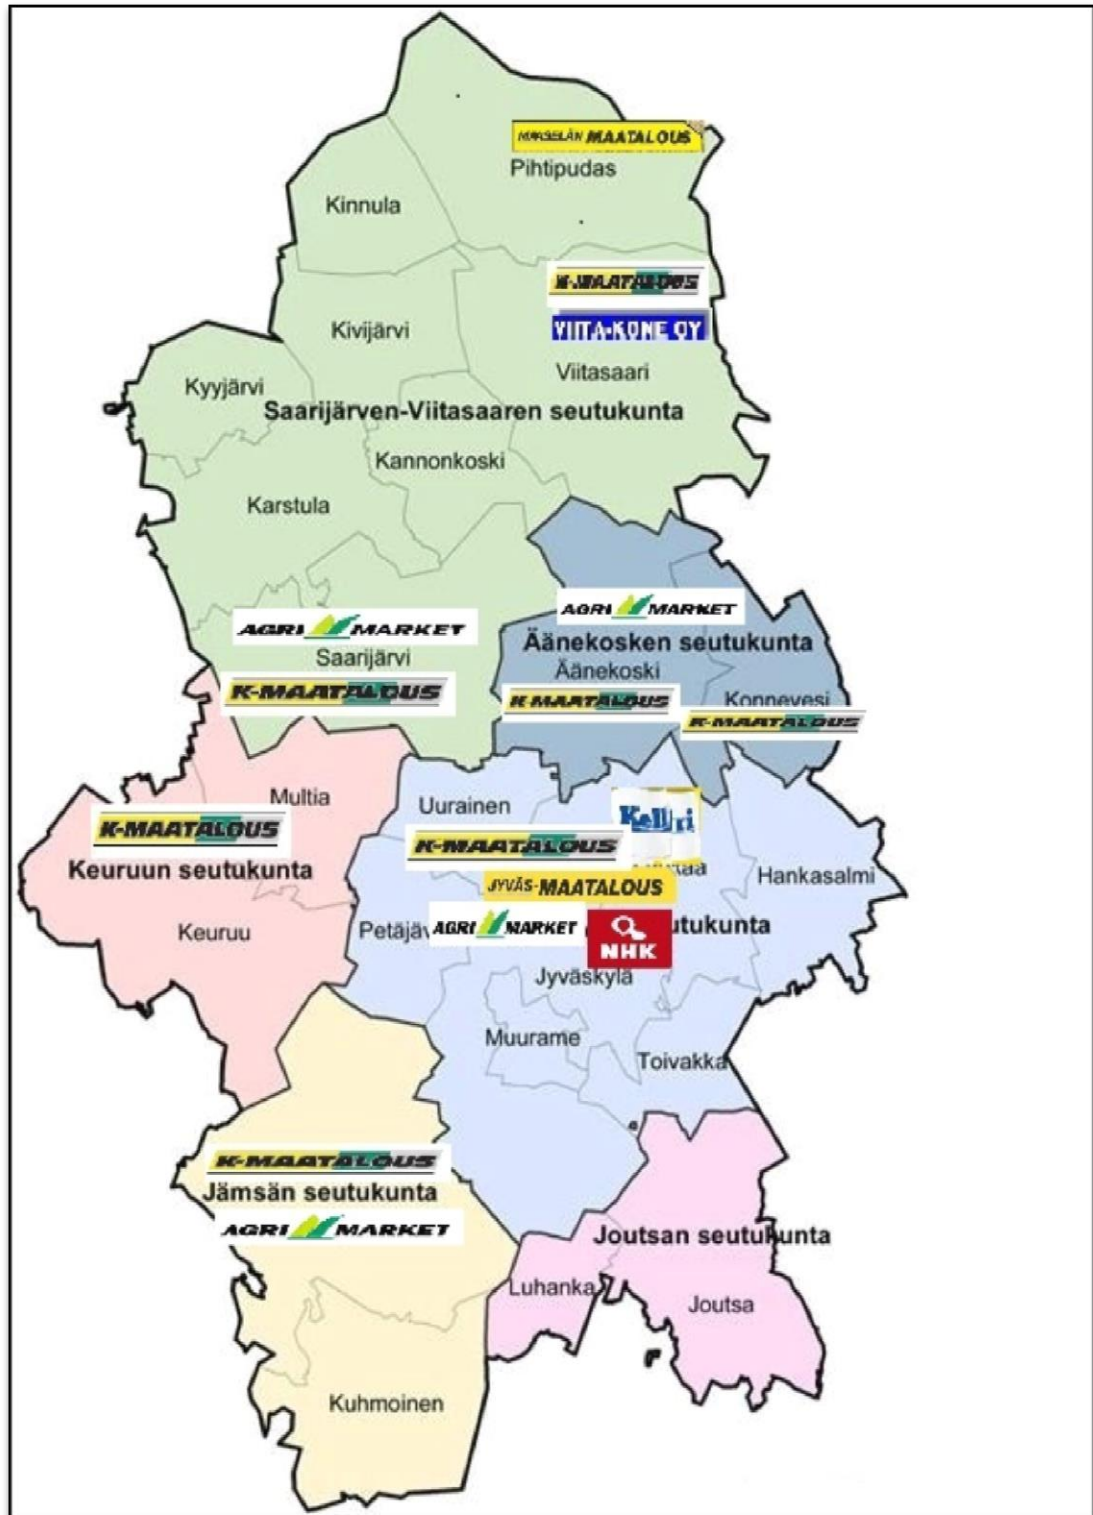 MAATALOUS
Pihtipudas
Kinnula
K-MAATALOUS
Kivijärvi
VIITA-KONE OY
Viitasaari
Kyyjärvi
Saarijärven-Viitasaaren seutukunta
Kannonkoski
Karstula
AGRI MARKET
AGRI MARKET
Äänekosken seutukunta
Saarijärvi
Äänekoski
K-MAATALOUS
K-MAATALOUS
Konnevesi
K-MAATALOUS
Multia
Uurainen
K-MAATALOUS
K-MAATALOUS
Keuruun seutukunta
Hankasalmi
JYVÄS-MAATALOUS
Keuruu
Petäjäv
AGRI MARKET
NHK
utukunta
Jyväskylä
Muurame
Toivakka
K-MAATALOUS
Jämsän seutukunta
AGRI MARKET
Joutsan seutukunta
Luhanka
Joutsa
Kuhmoinen